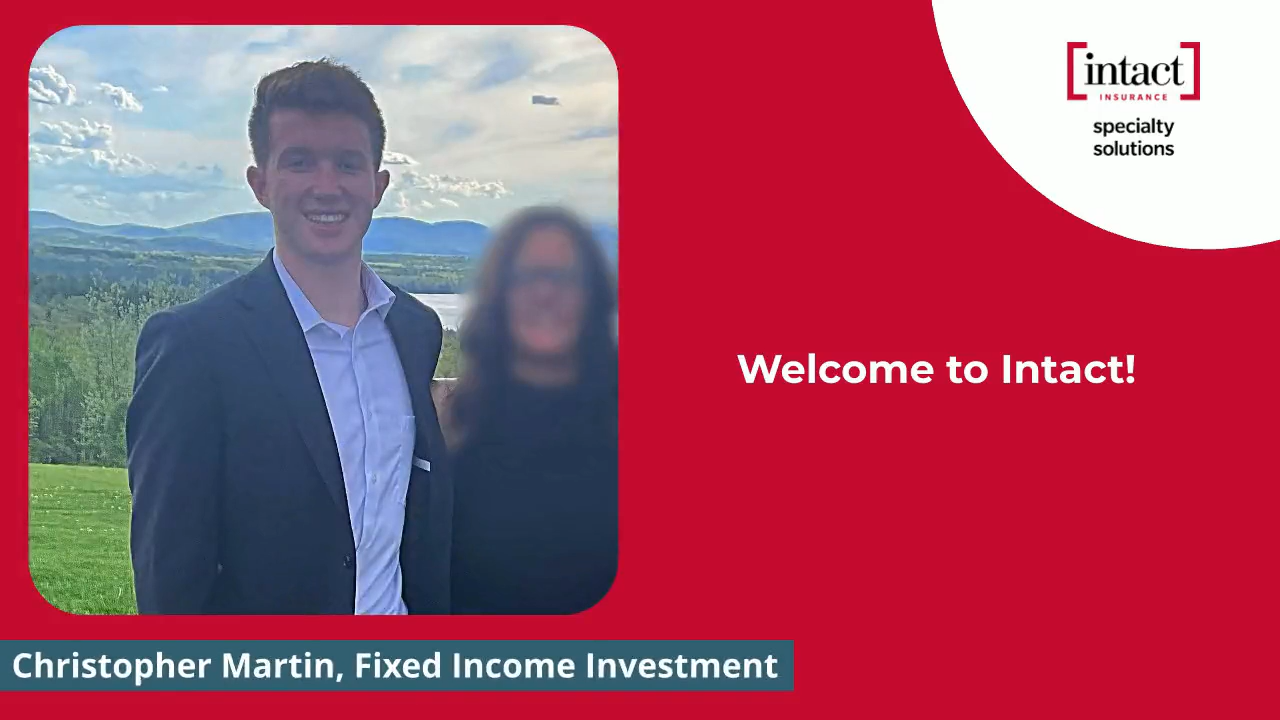 intact
INSURANCE
specialty
solutions
Welcome to Intact!
Christopher Martin, Fixed Income Investment